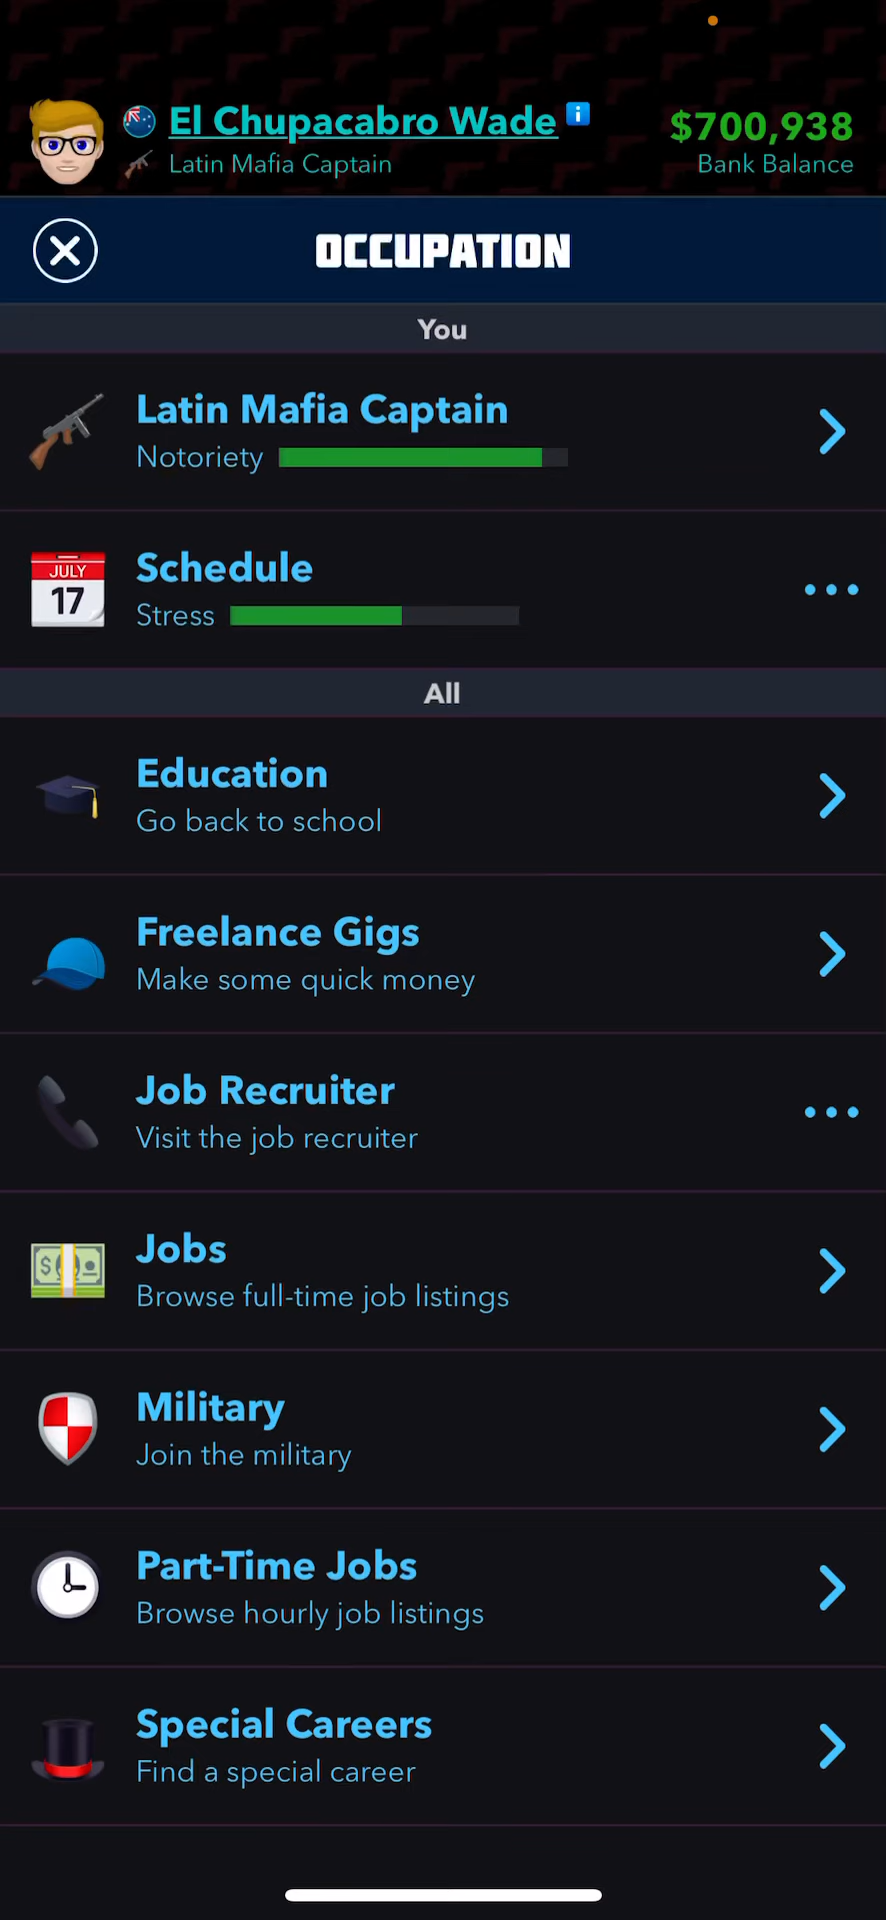 El Chupacabro Wade
$700,938
Latin Mafia Captain
Bank Balance
OCCUPATION
You
Latin Mafia Captain
Notoriety
JULY
17
Schedule
Stress
All
Education
Go back to school
Freelance Gigs
Make some quick money
Job Recruiter
Visit the job recruiter
Jobs
Browse full-time job listings
Military
Join the military
Part-Time Jobs
Browse hourly job listings
Special Careers
Find a special career